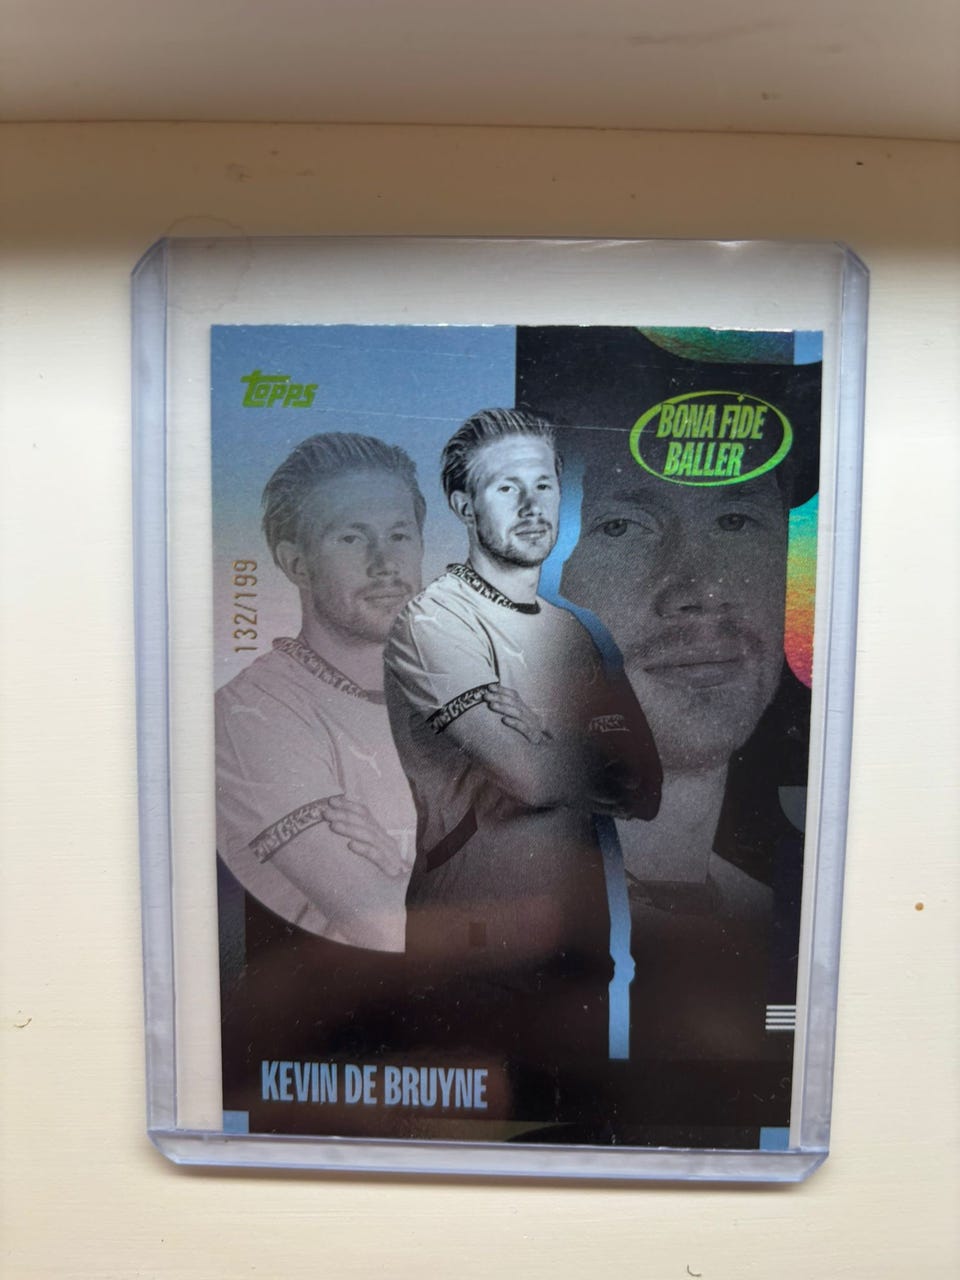 topps
BONA FIDE
BALLER
132/199
KEVIN DE BRUYNE